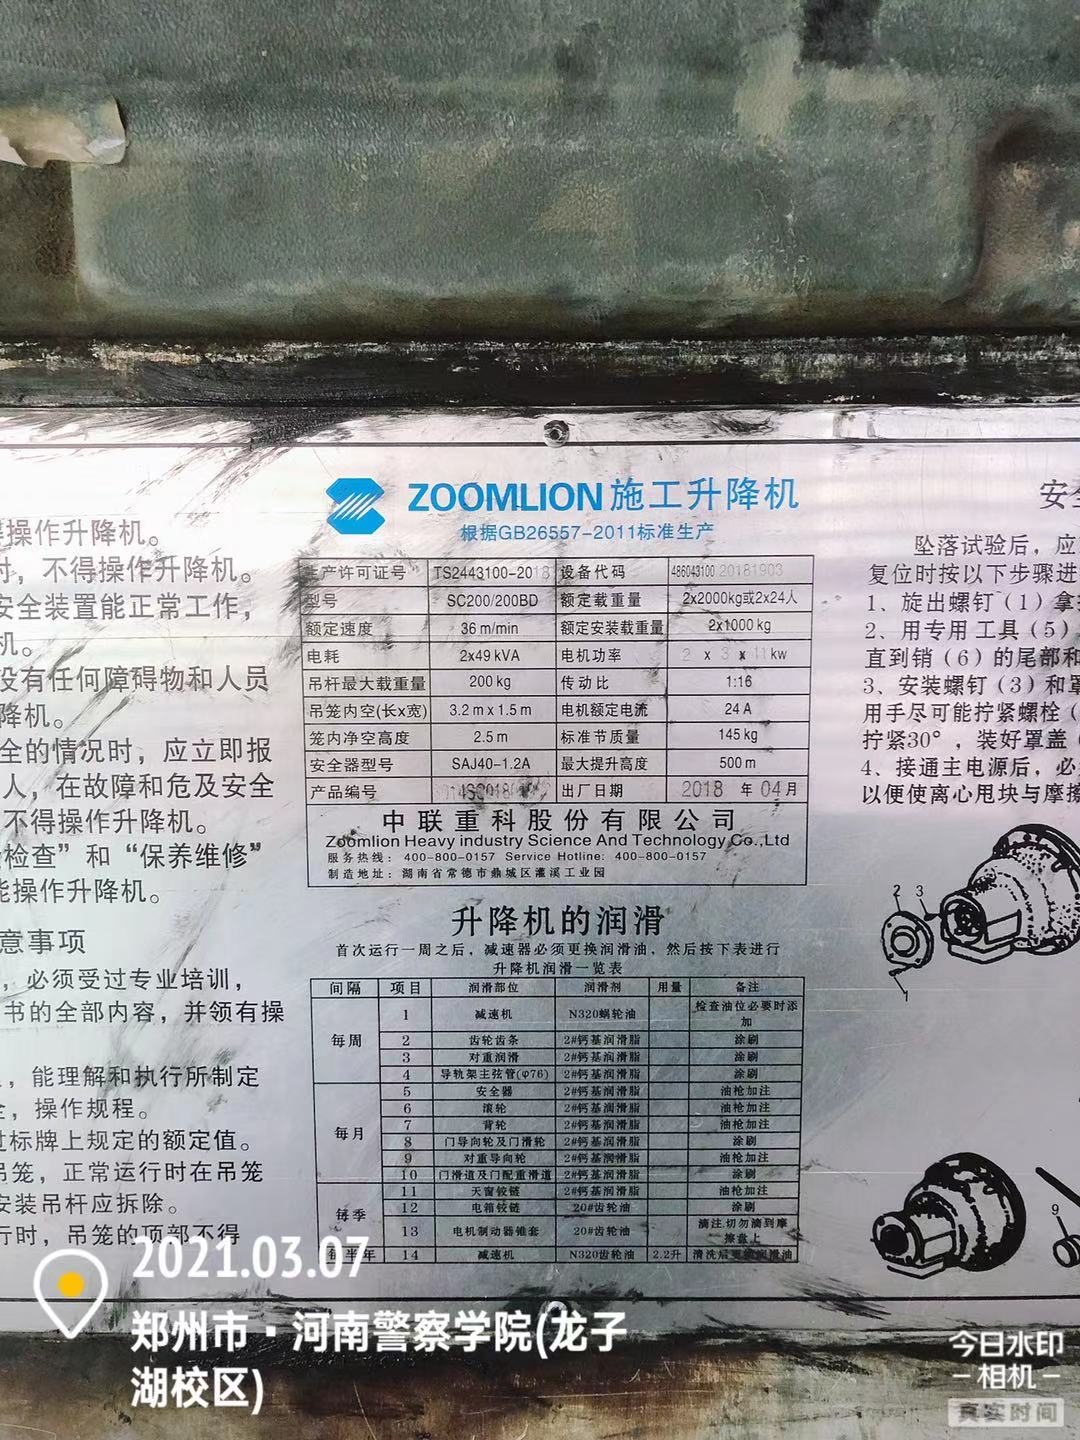 ZOOMLION施工升降机
根据GB26557-2011标准生产
生产许可证号 TS2443100-2018 设备代码 486043100 20181903
型号 SC200/200BD 额定载重量 2x2000kg或2x24人
额定速度 36 m/min 额定安装载重量 2x1000 kg
电耗 2x49 kVA 电机功率 2 x 3 x 11 kw
吊杆最大载重量 200 kg 传动比 1:16
吊笼内空(长x宽) 3.2 m x 1.5 m 电机额定电流 24 A
笼内净空高度 2.5 m 标准节质量 145 kg
安全器型号 SAJ40-1.2A 最大提升高度 500 m
产品编号 出厂日期 2018 年 04 月
中联重科股份有限公司
Zoomlion Heavy industry Science And Technology Co.,Ltd
服务热线: 400-800-0157 Service Hotline: 400-800-0157
制造地址: 湖南省常德市鼎城区灌溪工业园
升降机的润滑
首次运行一周之后，减速器必须更换润滑油，然后按下表进行
升降机润滑一览表
间隔 项目 润滑部位 润滑剂 用量 备注
每周 1 减速机 N320蜗轮油 检查油位必要时添加
2 齿轮齿条 2#钙基润滑脂 涂刷
3 对重润滑 2#钙基润滑脂 涂刷
4 导轨架主弦管(φ76) 2#钙基润滑脂 涂刷
每月 5 安全器 2#钙基润滑脂 油枪加注
6 滚轮 2#钙基润滑脂 油枪加注
7 背轮 2#钙基润滑脂 油枪加注
8 门导向轮及门滑轮 2#钙基润滑脂 涂刷
9 对重导向轮 2#钙基润滑脂 油枪加注
10 门滑道及门配重滑道 2#钙基润滑脂 涂刷
每季 11 天窗铰链 2#钙基润滑脂 油枪加注
12 电箱铰链 20#齿轮油 涂刷
13 电机制动器锥套 20#齿轮油 滴注.切勿滴到摩擦盘上
每半年 14 减速机 N320齿轮油 2.2升 清洗后更换润滑油
得操作升降机。
时，不得操作升降机。
安全装置能正常工作，
机。
没有任何障碍物和人员
降机。
全的情况时，应立即报
人，在故障和危及安全
不得操作升降机。
检查”和“保养维修”
能操作升降机。
意事项
，必须受过专业培训，
书的全部内容，并领有操
，能理解和执行所制定
全，操作规程。
过标牌上规定的额定值。
吊笼，正常运行时在吊笼
安装吊杆应拆除。
行时，吊笼的顶部不得
安全
坠落试验后，应
复位时按以下步骤进
1、旋出螺钉（1）拿
2、用专用工具（5）
直到销（6）的尾部和
3、安装螺钉（3）和罩
用手尽可能拧紧螺栓（
拧紧30°，装好罩盖（
4、接通主电源后，必
以便使离心甩块与摩擦
2 3
1
9
2021.03.07
郑州市·河南警察学院(龙子
湖校区)
今日水印
相机
真实时间